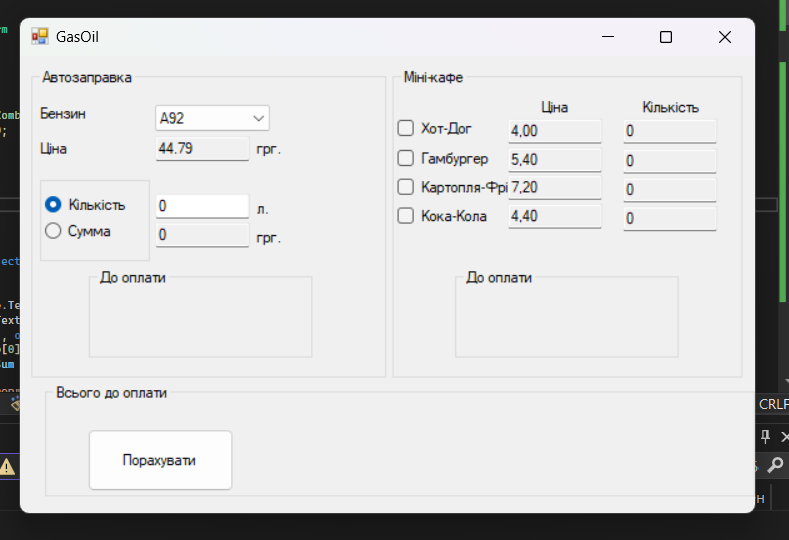 GasOil
Автозаправка
Бензин
А92
Ціна
44.79
грг.
Кількість
0
л.
Сумма
0
грг.
До оплати
Міні-кафе
Ціна
Кількість
Хот-Дог
4,00
0
Гамбургер
5,40
0
Картопля-Фрі
7,20
0
Кока-Кола
4,40
0
До оплати
Всього до оплати
Порахувати
CRLF